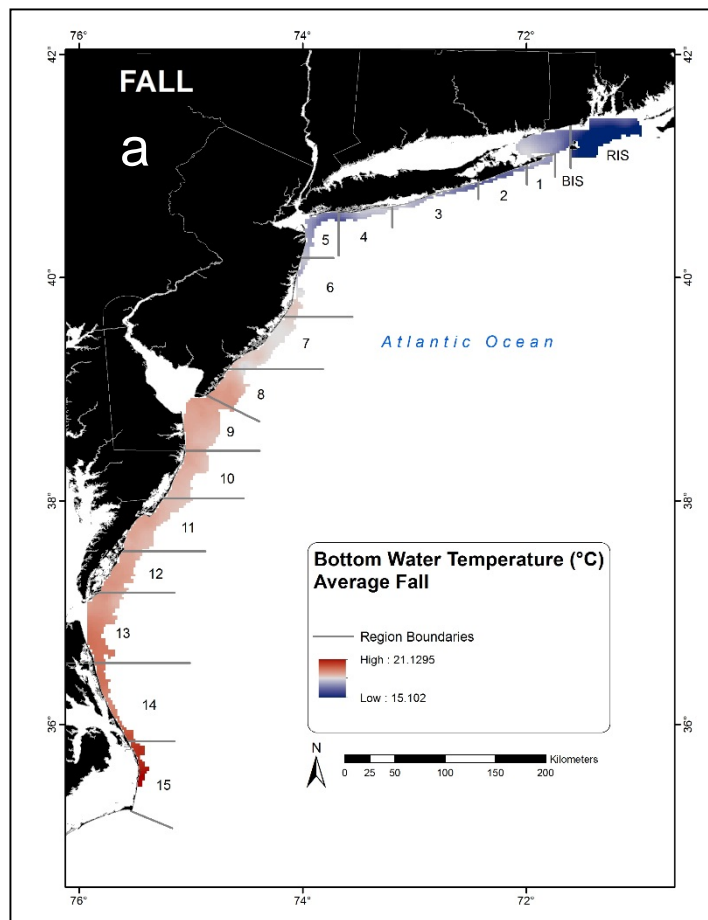 76° 74° 72°
42° 42°
FALL
a
RIS
BIS
1
2
3
4
5
40° 40°
6
7
Atlantic Ocean
8
9
10
38° 38°
11
12
13
14
15
36° 36°
Bottom Water Temperature (°C)
Average Fall
Region Boundaries
High : 21.1295
Low : 15.102
N
Kilometers
0 25 50 100 150 200
76° 74° 72°